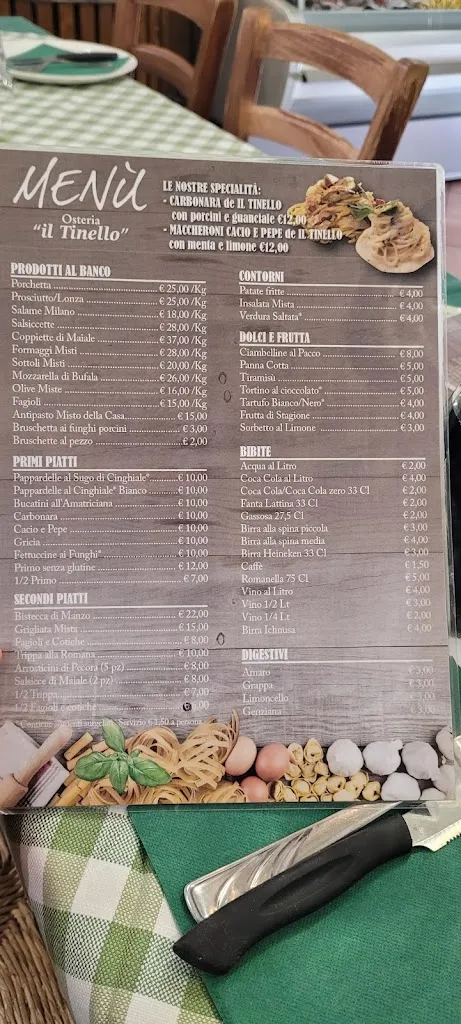 MENÙ
Osteria
"il Tinello"
LE NOSTRE SPECIALITÀ:
- CARBONARA de IL TINELLO
con porcini e guanciale €12,00
- MACCHERONI CACIO E PEPE de IL TINELLO
con menta e limone €12,00
PRODOTTI AL BANCO
Porchetta € 25,00 /Kg
Prosciutto/Lonza € 25,00 /Kg
Salame Milano € 18,00 /Kg
Salsiccette € 28,00 /Kg
Coppiette di Maiale € 37,00 /Kg
Formaggi Misti € 28,00 /Kg
Sottoli Misti € 20,00 /Kg
Mozzarella di Bufala € 26,00 /Kg
Olive Miste € 16,00 /Kg
Fagioli € 15,00 /Kg
Antipasto Misto della Casa € 15,00
Bruschetta ai funghi porcini € 3,00
Bruschette al pezzo € 2,00
PRIMI PIATTI
Pappardelle al Sugo di Cinghiale* € 10,00
Pappardelle al Cinghiale* Bianco € 10,00
Bucatini all'Amatriciana € 10,00
Carbonara € 10,00
Cacio e Pepe € 10,00
Gricia € 10,00
Fettuccine ai Funghi* € 10,00
Primo senza glutine € 12,00
1/2 Primo € 7,00
SECONDI PIATTI
Bistecca di Manzo € 22,00
Grigliata Mista € 15,00
Fagioli e Cotiche € 8,00
Trippa alla Romana € 10,00
Arrosticini di Pecora (5 pz) € 8,00
Salsicce di Maiale (2 pz) € 8,00
1/2 Trippa € 7,00
1/2 Fagioli e cotiche € 6,00
Servizio € 1,50 a persona
CONTORNI
Patate fritte € 4,00
Insalata Mista € 4,00
Verdura Saltata* € 4,00
DOLCI E FRUTTA
Ciambelline al Pacco € 8,00
Panna Cotta € 5,00
Tiramisù € 5,00
Tortino al cioccolato* € 5,00
Tartufo Bianco/Nero* € 4,00
Frutta di Stagione € 4,00
Sorbetto al Limone € 3,00
BIBITE
Acqua al Litro € 2,00
Coca Cola al Litro € 4,00
Coca Cola/Coca Cola zero 33 Cl € 2,00
Fanta Lattina 33 Cl € 2,00
Gassosa 27,5 Cl € 2,00
Birra alla spina piccola € 3,00
Birra alla spina media € 4,00
Birra Heineken 33 Cl € 3,00
Caffè € 1,50
Romanella 75 Cl € 5,00
Vino al Litro € 4,00
Vino 1/2 Lt € 3,00
Vino 1/4 Lt € 2,00
Birra Ichnusa € 4,00
DIGESTIVI
Amaro € 3,00
Grappa € 3,00
Limoncello € 3,00
Genziana